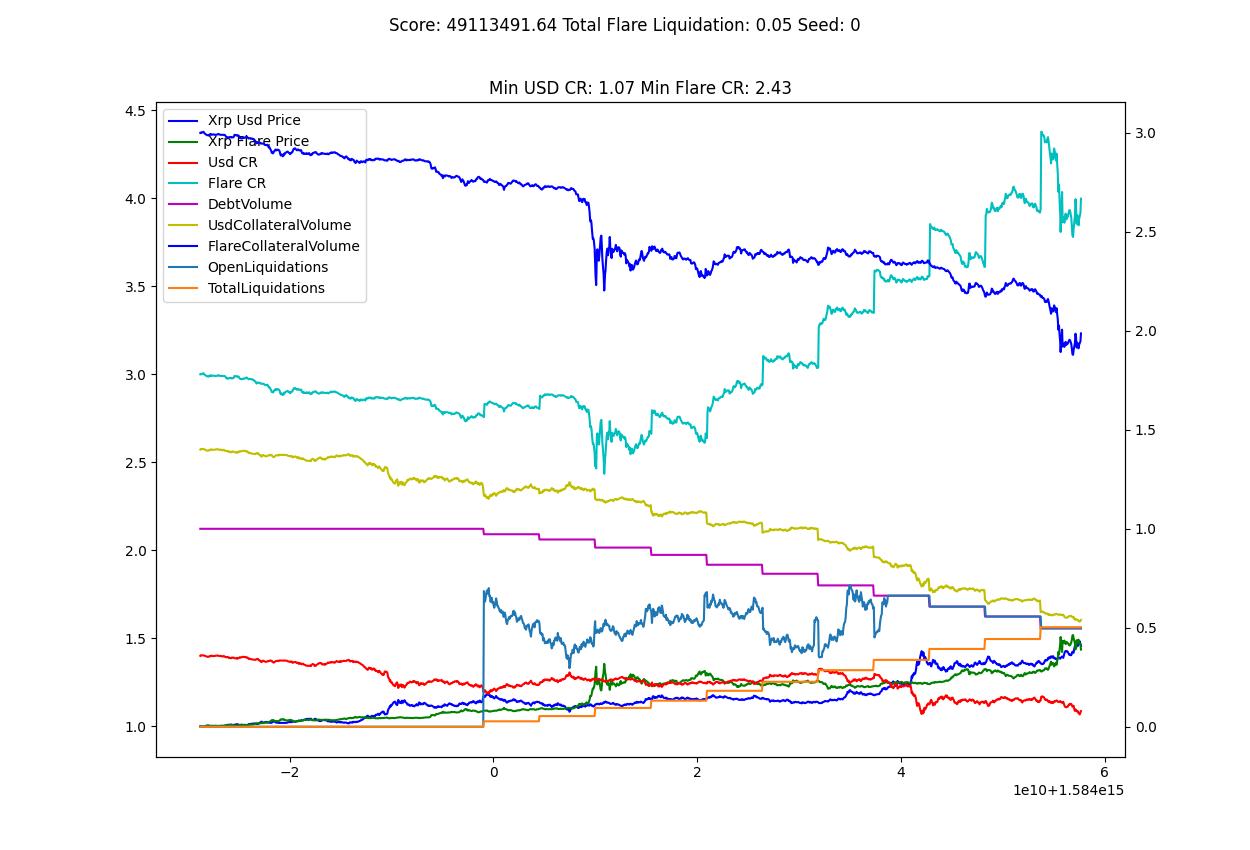 Score: 49113491.64 Total Flare Liquidation: 0.05 Seed: 0
Min USD CR: 1.07 Min Flare CR: 2.43
4.5
4.0
3.5
3.0
2.5
2.0
1.5
1.0
Xrp Usd Price
Xrp Flare Price
Usd CR
Flare CR
DebtVolume
UsdCollateralVolume
FlareCollateralVolume
OpenLiquidations
TotalLiquidations
3.0
2.5
2.0
1.5
1.0
0.5
0.0
−2 0 2 4 6
1e10+1.584e15